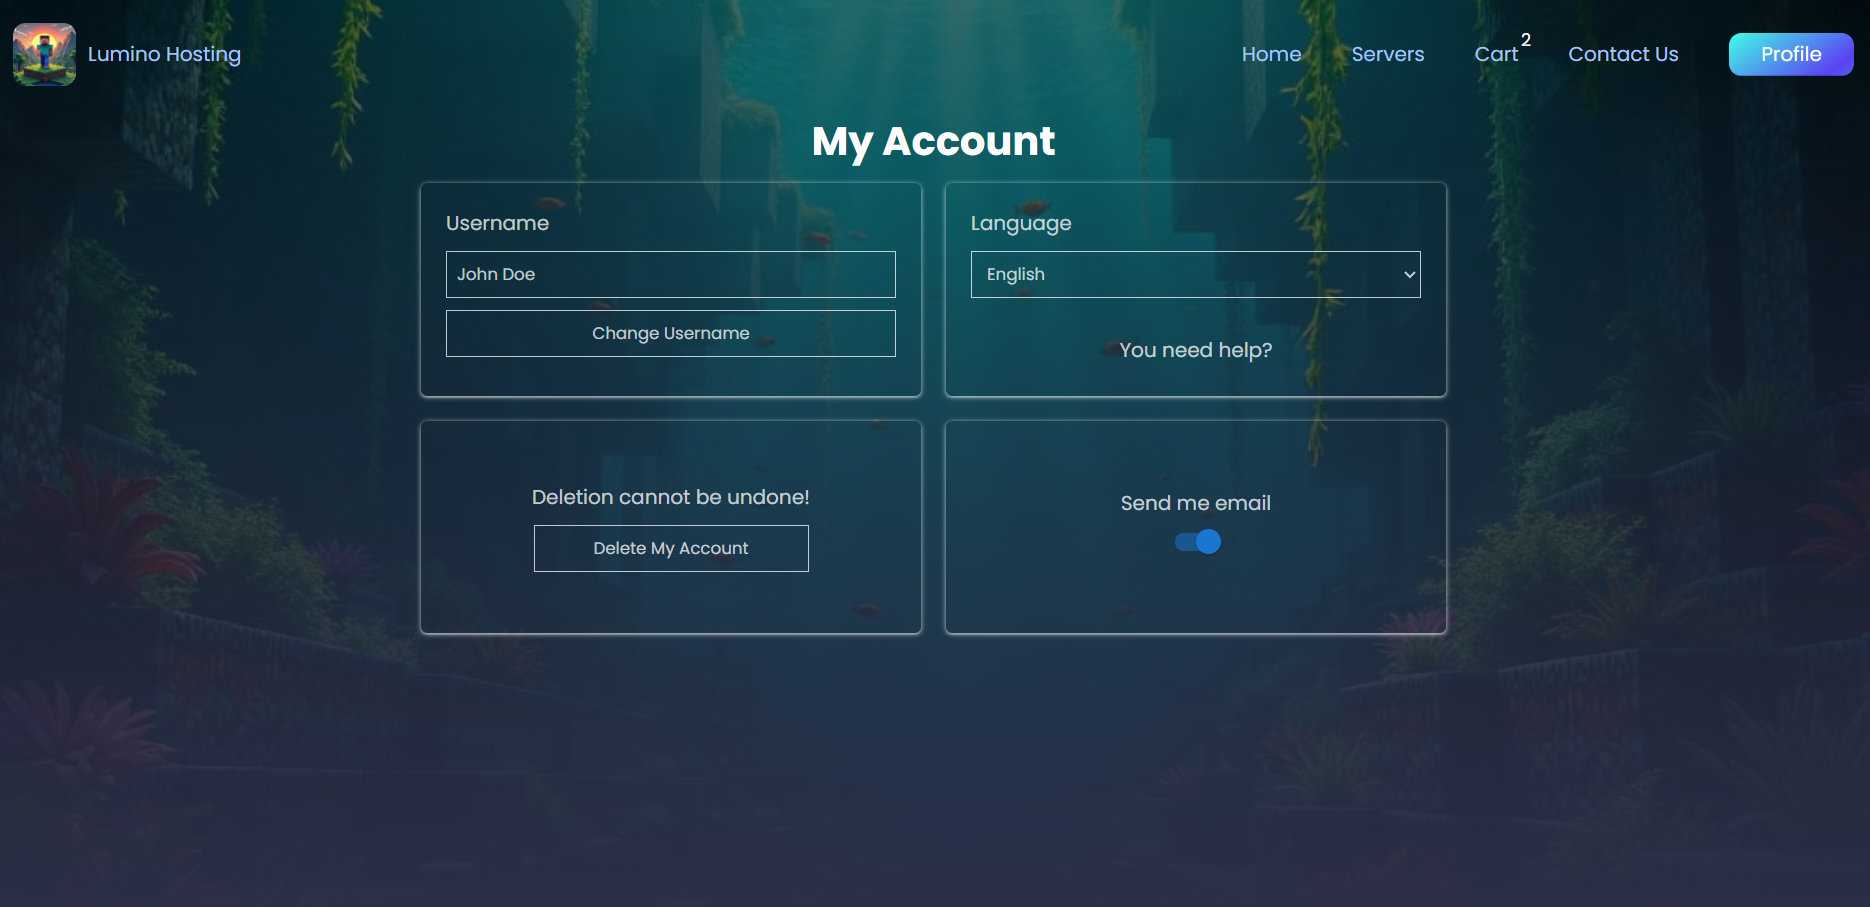 Lumino Hosting
Home
Servers
Cart 2
Contact Us
Profile
My Account
Username
John Doe
Change Username
Language
English
You need help?
Deletion cannot be undone!
Delete My Account
Send me email